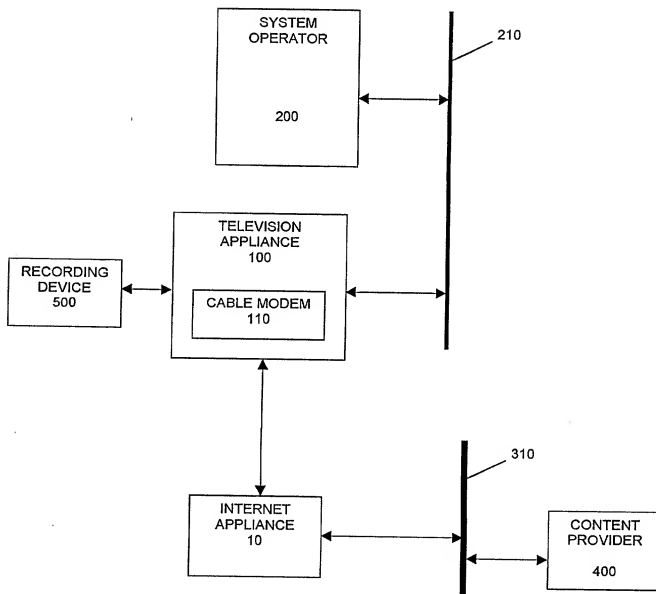 SYSTEM
OPERATOR
200
210
TELEVISION
APPLIANCE
100
CABLE MODEM
110
RECORDING
DEVICE
500
310
INTERNET
APPLIANCE
10
CONTENT
PROVIDER
400